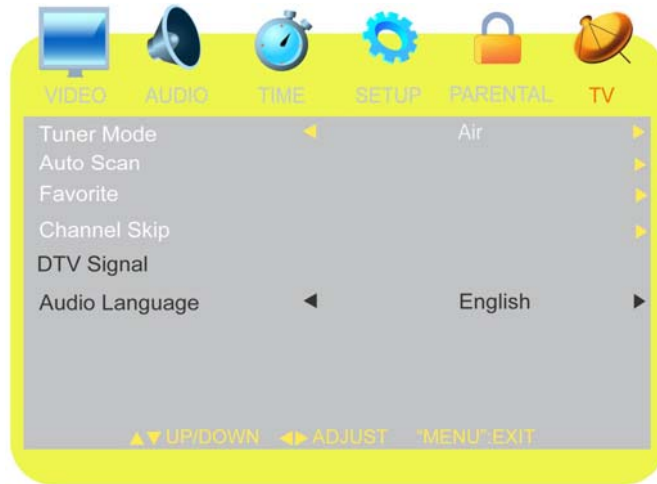 VIDEO AUDIO TIME SETUP PARENTAL TV
Tuner Mode ◀ Air ▶
Auto Scan ▶
Favorite ▶
Channel Skip ▶
DTV Signal
Audio Language ◀ English ▶
▲▼ UP/DOWN ◀▶ ADJUST “MENU”:EXIT